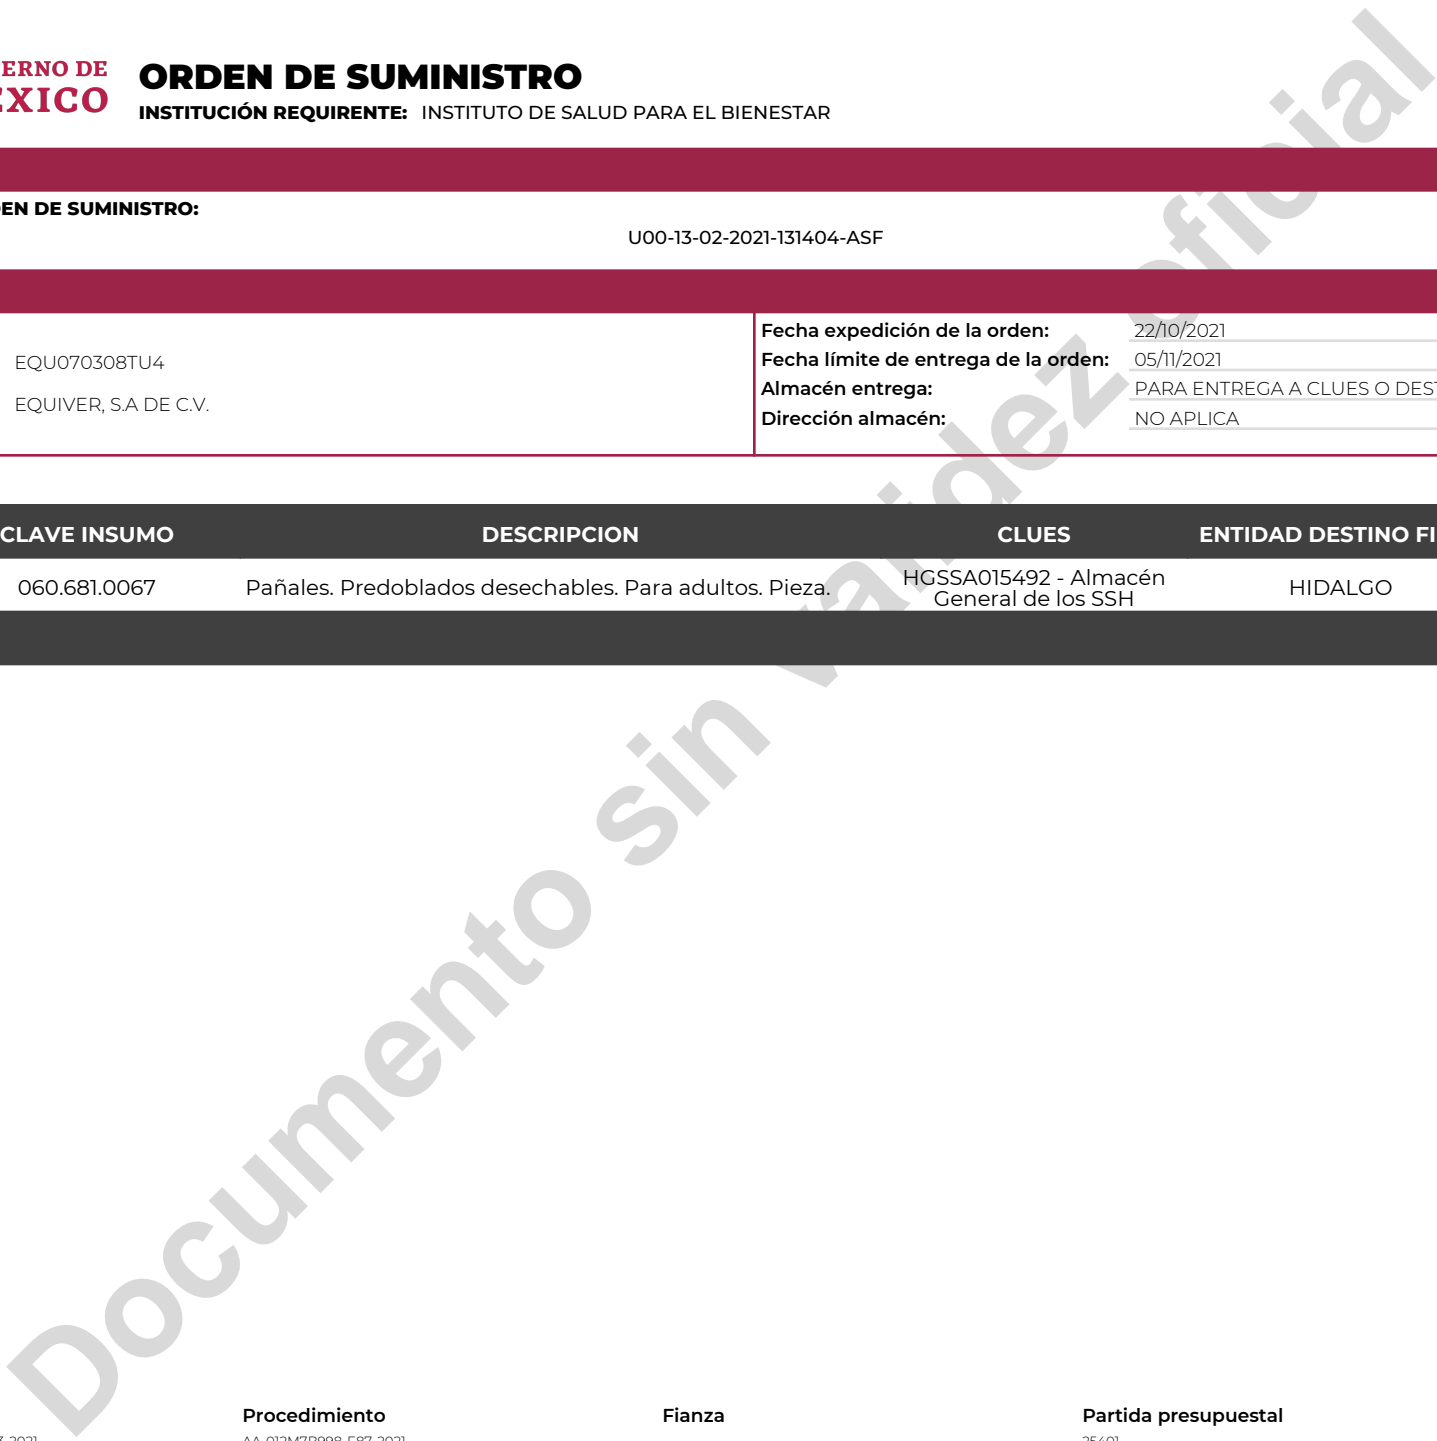 ERNO DE
EXICO
ORDEN DE SUMINISTRO
INSTITUCIÓN REQUIRENTE: INSTITUTO DE SALUD PARA EL BIENESTAR
EN DE SUMINISTRO:
U00-13-02-2021-131404-ASF
EQU070308TU4
EQUIVER, S.A DE C.V.
Fecha expedición de la orden: 22/10/2021
Fecha límite de entrega de la orden: 05/11/2021
Almacén entrega: PARA ENTREGA A CLUES O DEST
Dirección almacén: NO APLICA
CLAVE INSUMO DESCRIPCION CLUES ENTIDAD DESTINO FI
060.681.0067 Pañales. Predoblados desechables. Para adultos. Pieza. HGSSA015492 - Almacén General de los SSH HIDALGO
Documento sin validez oficial
Procedimiento Fianza Partida presupuestal